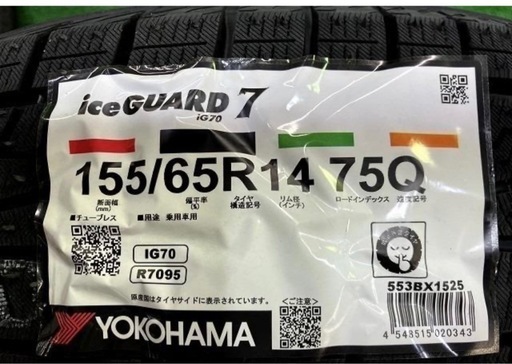 iceGUARD 7
iG70
155/65R14 75Q
断面幅
(mm)
偏平率
(%)
タイヤ
構造記号
リム径
(インチ)
ロードインデックス
速度記号
■チューブレス ■用途 乗用車用
IG70
R7095
(原産国はタイヤサイドに表示されています。)
<ご注意>
553BX1525
YOKOHAMA
4 548515 020343